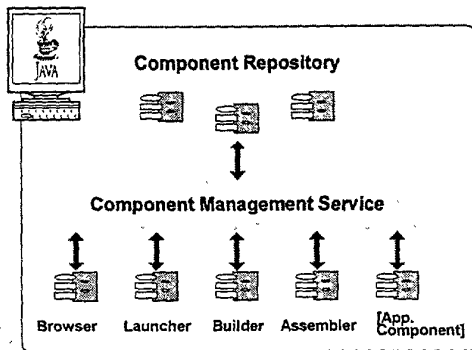 JAVA
Component Repository
Component Management Service
Browser Launcher Builder Assembler [App.
Component]